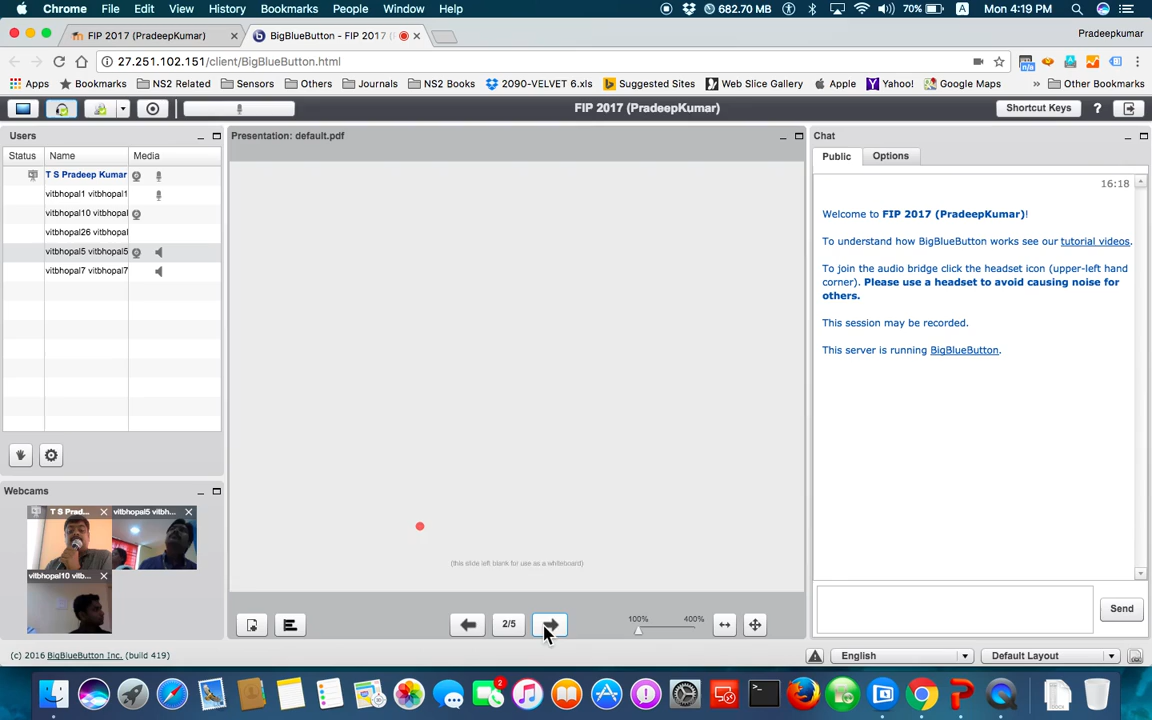 Chrome File Edit View History Bookmarks People Window Help 682.70 MB 70% A Mon 4:19 PM
FIP 2017 (PradeepKumar) BigBlueButton - FIP 2017 ( Pradeepkumar
27.251.102.151/client/BigBlueButton.html n/a
Apps Bookmarks NS2 Related Sensors Others Journals NS2 Books 2090-VELVET 6.xls Suggested Sites Web Slice Gallery Apple Yahoo! Google Maps » Other Bookmarks
FIP 2017 (PradeepKumar) Shortcut Keys ?
Users
Status Name Media
T S Pradeep Kumar
vitbhopal1 vitbhopal1
vitbhopal10 vitbhopal
vitbhopal26 vitbhopal
vitbhopal5 vitbhopal5
vitbhopal7 vitbhopal7
Webcams
T S Prad...
vitbhopal5 vitbh...
vitbhopal10 vitb...
Presentation: default.pdf
(this slide left blank for use as a whiteboard)
2/5 100% 400%
Chat
Public Options
16:18
Welcome to FIP 2017 (PradeepKumar)!
To understand how BigBlueButton works see our tutorial videos.
To join the audio bridge click the headset icon (upper-left hand
corner). Please use a headset to avoid causing noise for
others.
This session may be recorded.
This server is running BigBlueButton.
Send
(c) 2016 BigBlueButton Inc. (build 419) English Default Layout
2